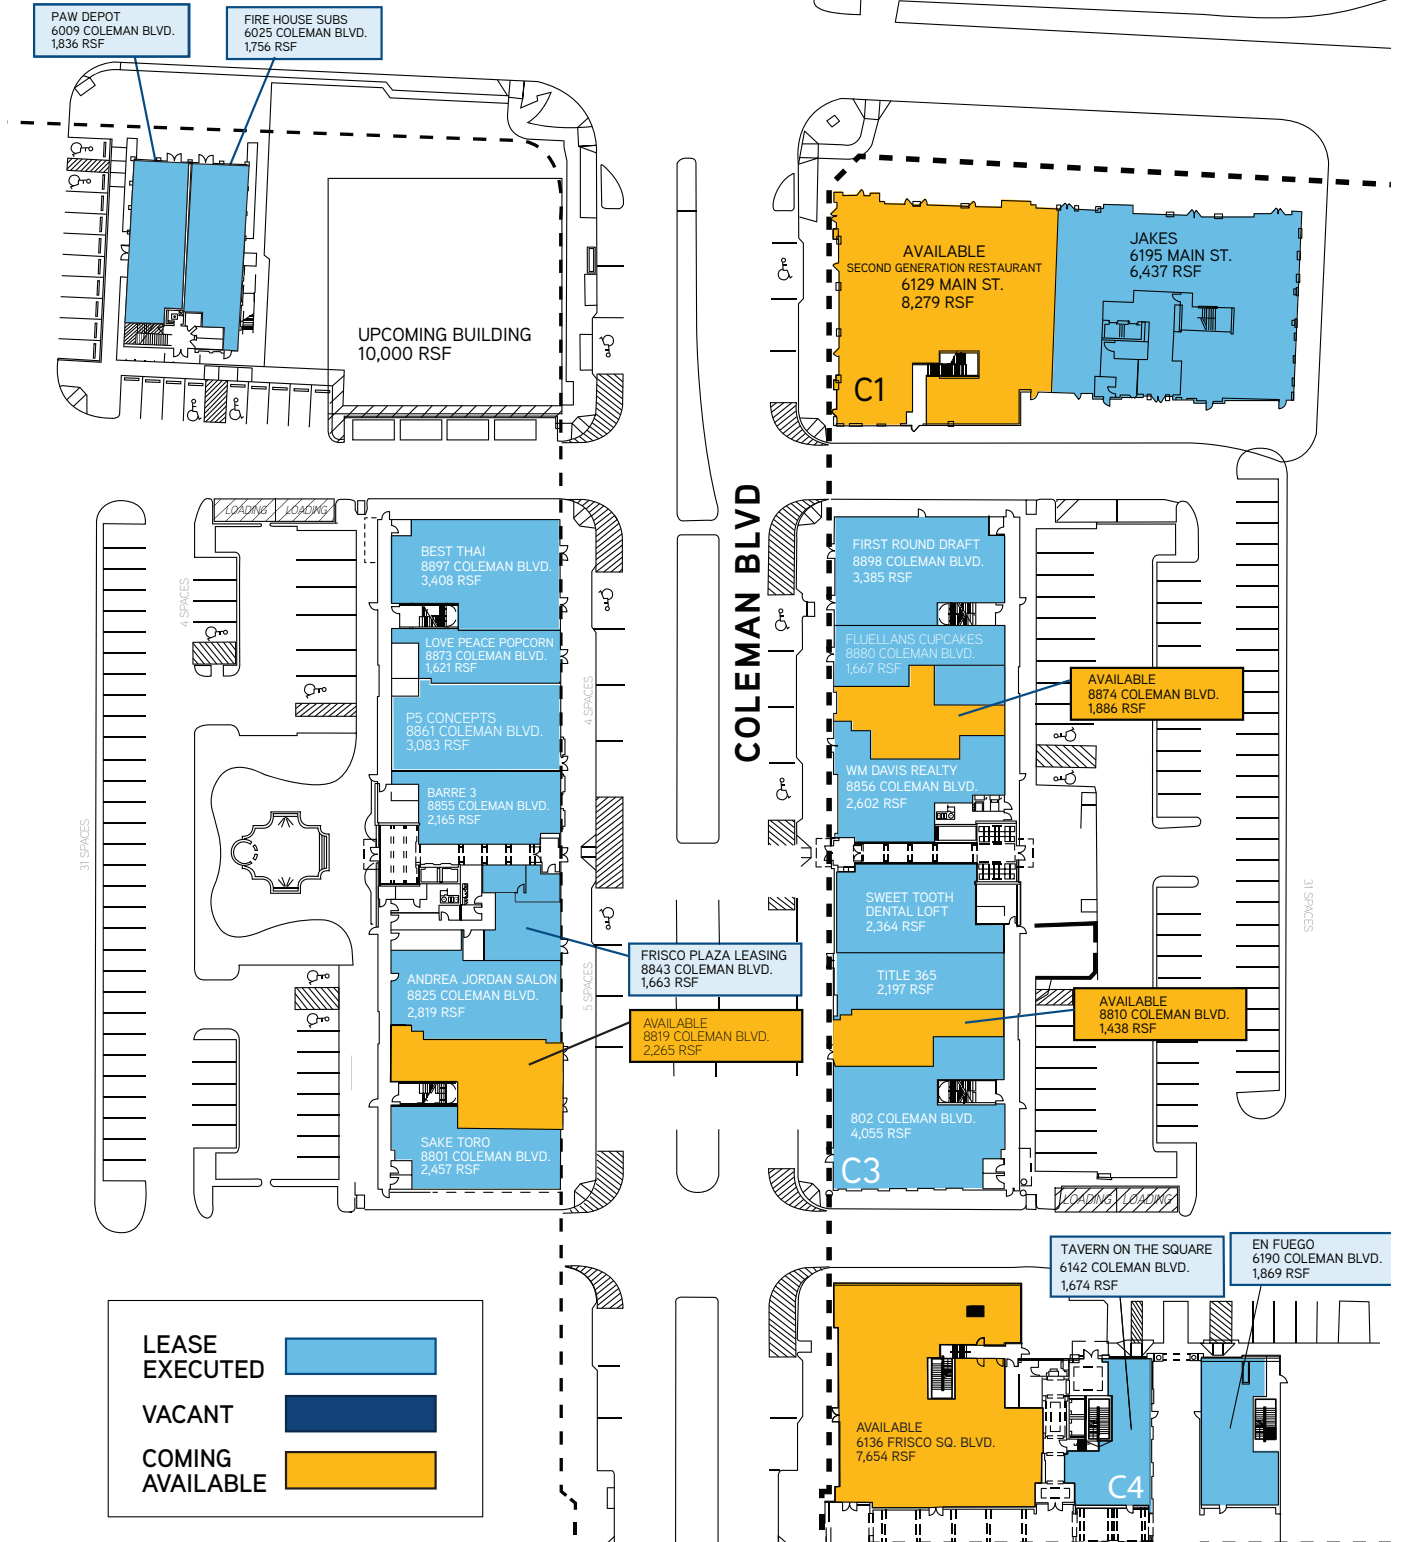 PAW DEPOT
6009 COLEMAN BLVD.
1,836 RSF
FIRE HOUSE SUBS
6025 COLEMAN BLVD.
1,756 RSF
UPCOMING BUILDING
10,000 RSF
AVAILABLE
SECOND GENERATION RESTAURANT
6129 MAIN ST.
8,279 RSF
C1
JAKES
6195 MAIN ST.
6,437 RSF
COLEMAN BLVD
LOADING
LOADING
4 SPACES
31 SPACES
BEST THAI
8897 COLEMAN BLVD.
3,408 RSF
LOVE PEACE POPCORN
8873 COLEMAN BLVD.
1,621 RSF
P5 CONCEPTS
8861 COLEMAN BLVD.
3,083 RSF
BARRE 3
8855 COLEMAN BLVD.
2,165 RSF
4 SPACES
5 SPACES
FRISCO PLAZA LEASING
8843 COLEMAN BLVD.
1,663 RSF
ANDREA JORDAN SALON
8825 COLEMAN BLVD.
2,819 RSF
AVAILABLE
8819 COLEMAN BLVD.
2,265 RSF
SAKE TORO
8801 COLEMAN BLVD.
2,457 RSF
FIRST ROUND DRAFT
8898 COLEMAN BLVD.
3,385 RSF
FLUELLANS CUPCAKES
8880 COLEMAN BLVD.
1,667 RSF
AVAILABLE
8874 COLEMAN BLVD.
1,886 RSF
WM DAVIS REALTY
8856 COLEMAN BLVD.
2,602 RSF
SWEET TOOTH
DENTAL LOFT
2,364 RSF
TITLE 365
2,197 RSF
AVAILABLE
8810 COLEMAN BLVD.
1,438 RSF
802 COLEMAN BLVD.
4,055 RSF
C3
31 SPACES
LOADING
LOADING
TAVERN ON THE SQUARE
6142 COLEMAN BLVD.
1,674 RSF
EN FUEGO
6190 COLEMAN BLVD.
1,869 RSF
AVAILABLE
6136 FRISCO SQ. BLVD.
7,654 RSF
C4
LEASE
EXECUTED
VACANT
COMING
AVAILABLE